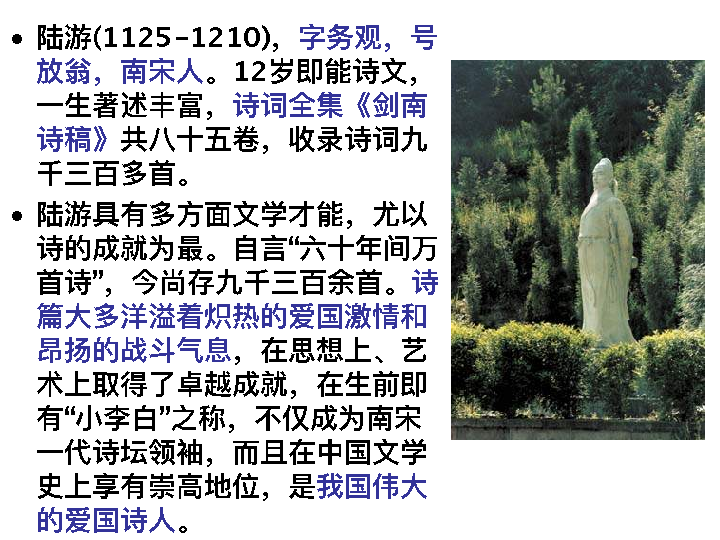 • 陆游(1125-1210)，字务观，号
放翁，南宋人。12岁即能诗文，
一生著述丰富，诗词全集《剑南
诗稿》共八十五卷，收录诗词九
千三百多首。
• 陆游具有多方面文学才能，尤以
诗的成就为最。自言“六十年间万
首诗”，今尚存九千三百余首。诗
篇大多洋溢着炽热的爱国激情和
昂扬的战斗气息，在思想上、艺
术上取得了卓越成就，在生前即
有“小李白”之称，不仅成为南宋
一代诗坛领袖，而且在中国文学
史上享有崇高地位，是我国伟大
的爱国诗人。